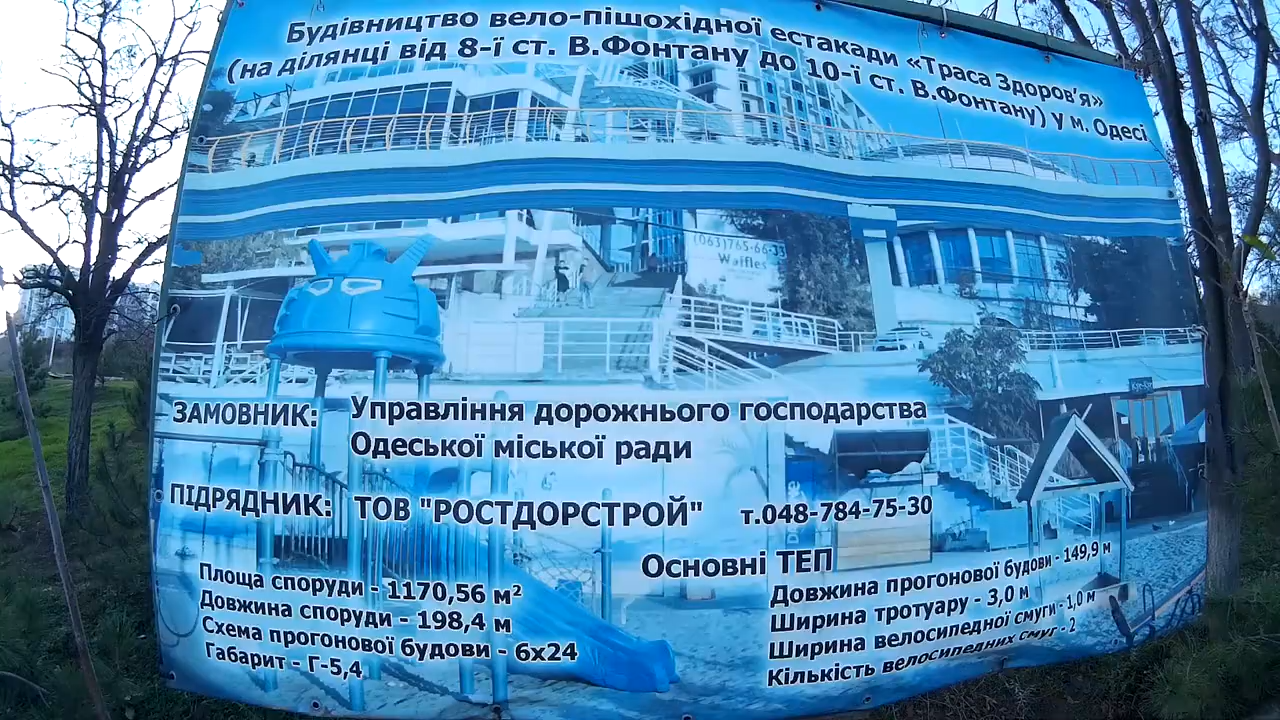 Будівництво вело-пішохідної естакади «Траса Здоров'я»
(на ділянці від 8-ї ст. В.Фонтану до 10-ї ст. В.Фонтану) у м. Одесі
(063)765-66-33
Waffles
ЗАМОВНИК: Управління дорожнього господарства
Одеської міської ради
ПІДРЯДНИК: ТОВ "РОСТДОРСТРОЙ" т.048-784-75-30
Основні ТЕП
Площа споруди - 1170,56 м²
Довжина споруди - 198,4 м
Схема прогонової будови - 6х24
Габарит - Г-5,4
Довжина прогонової будови - 149,9 м
Ширина тротуару - 3,0 м
Ширина велосипедної смуги - 1,0 м
Кількість велосипедних смуг - 2